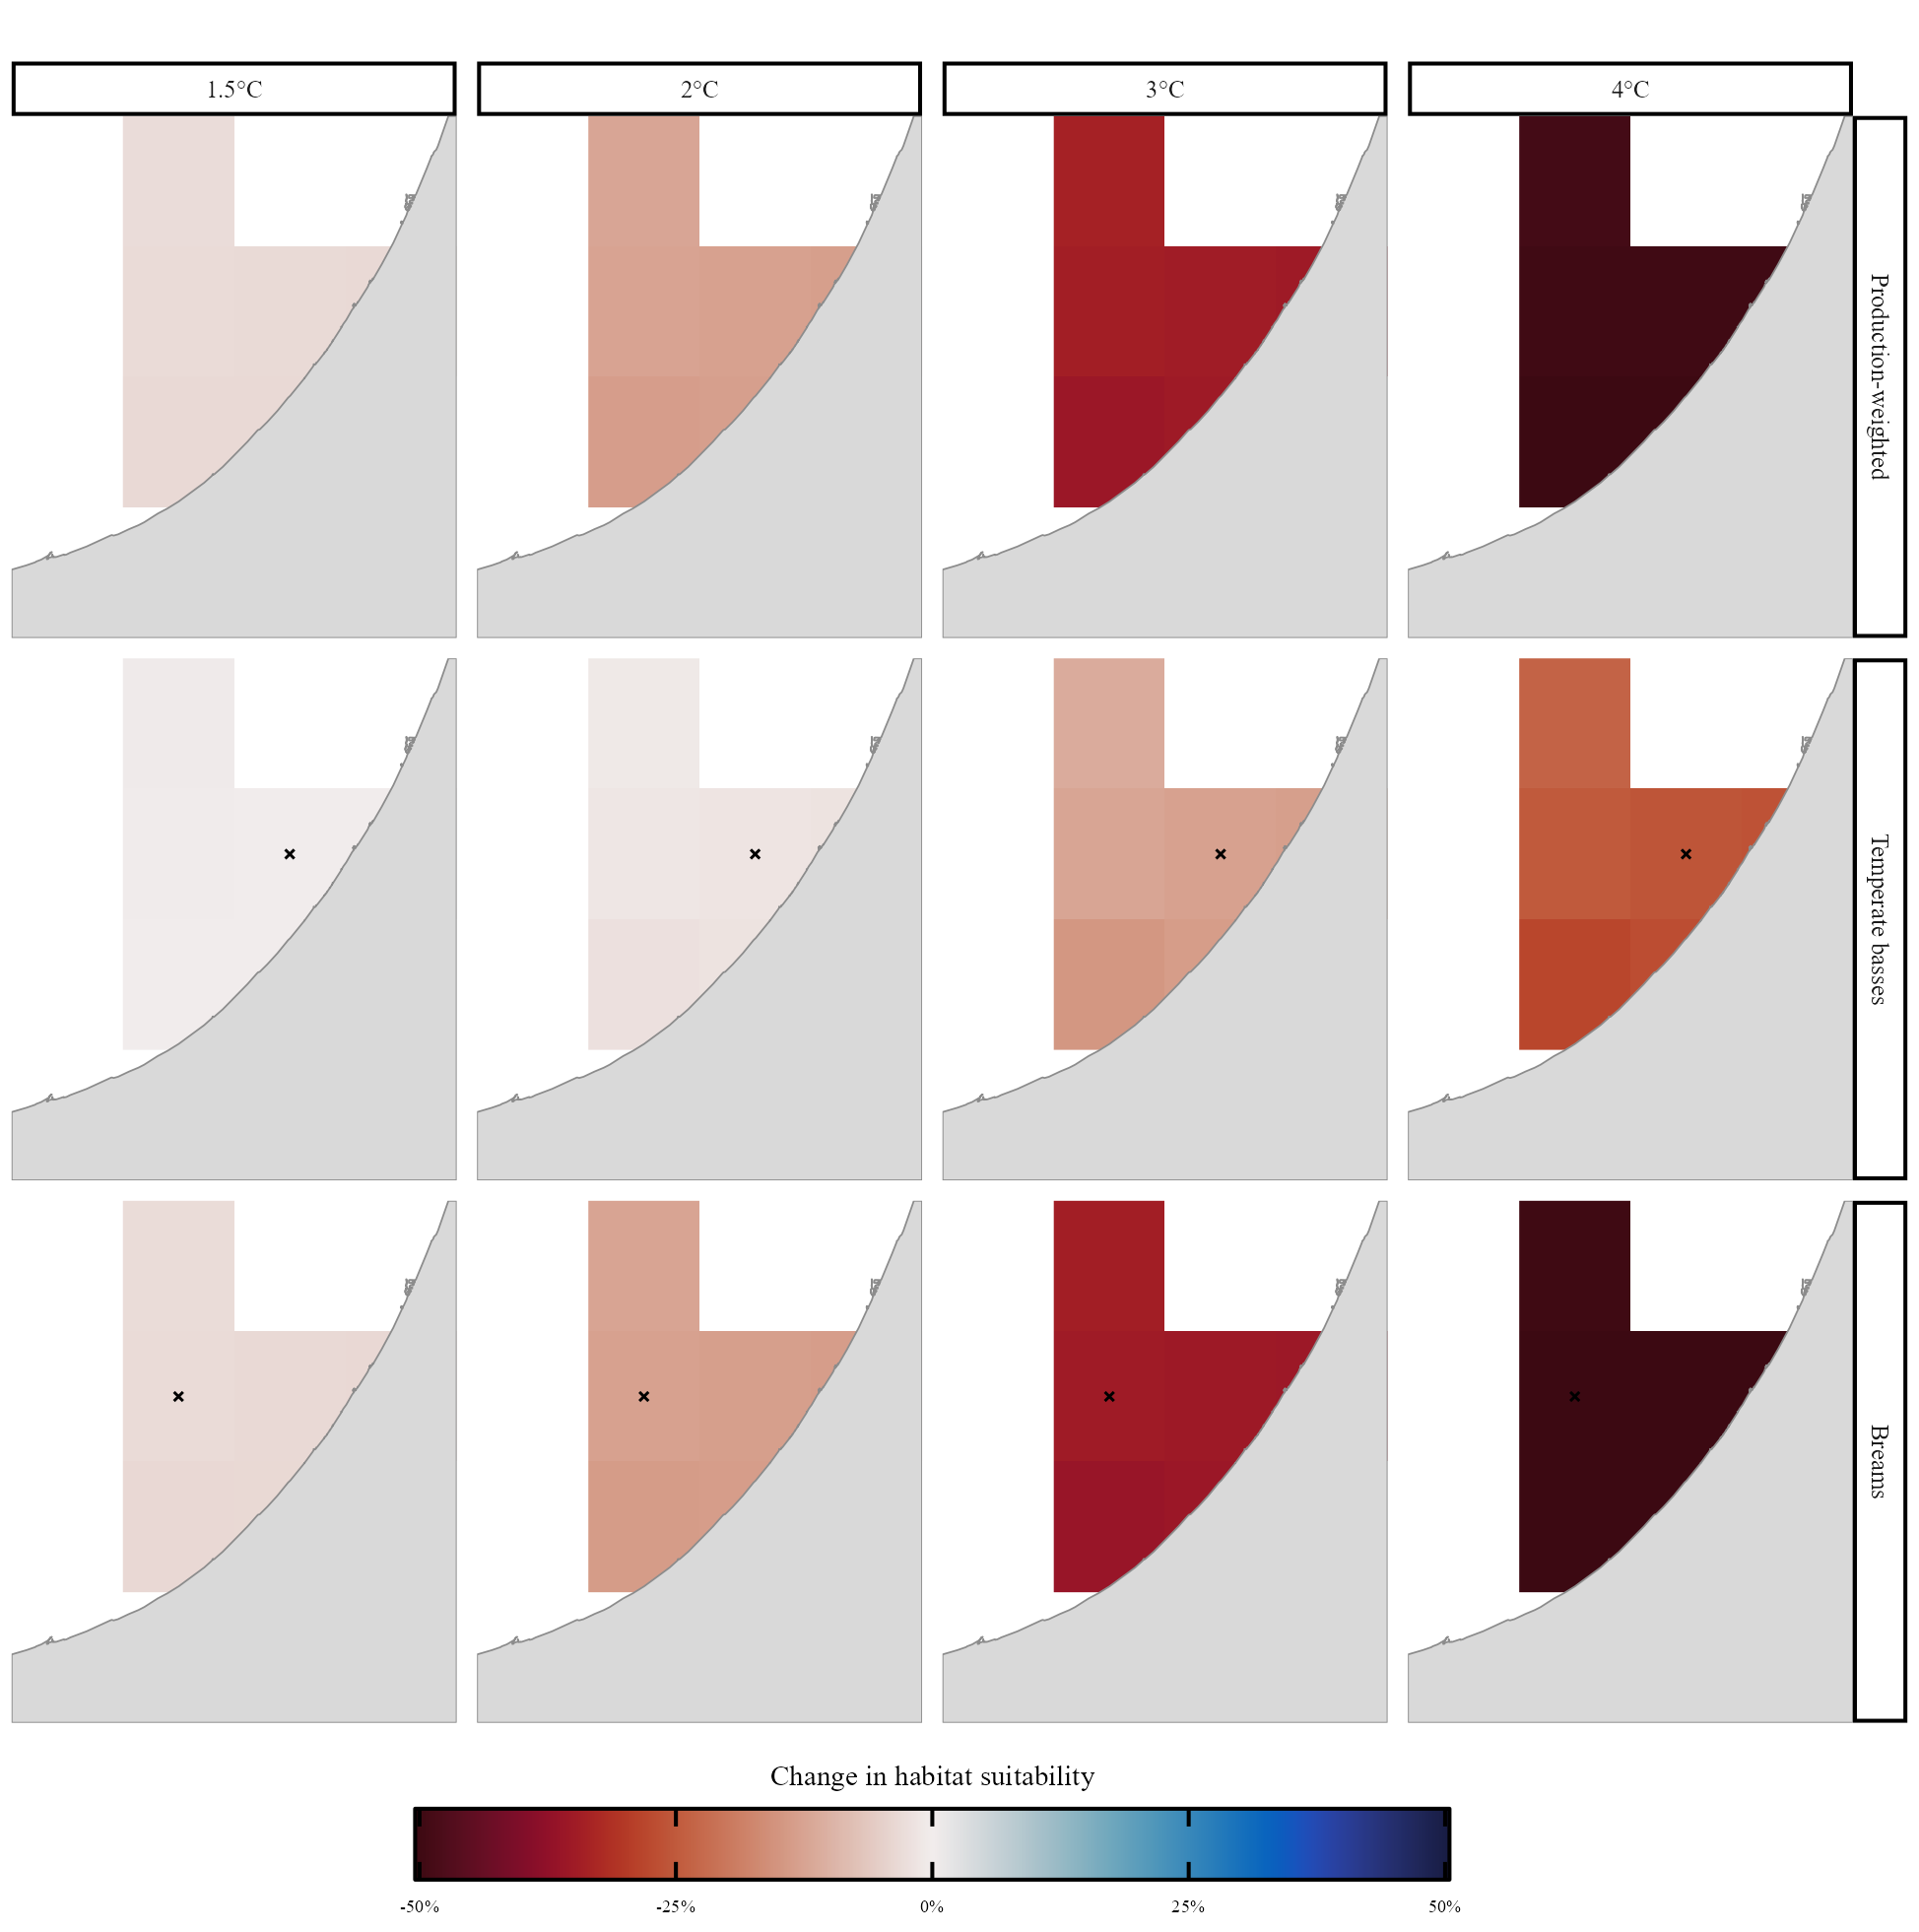 1.5°C
2°C
3°C
4°C
Production-weighted
Temperate basses
Breams
Change in habitat suitability
-50%
-25%
0%
25%
50%